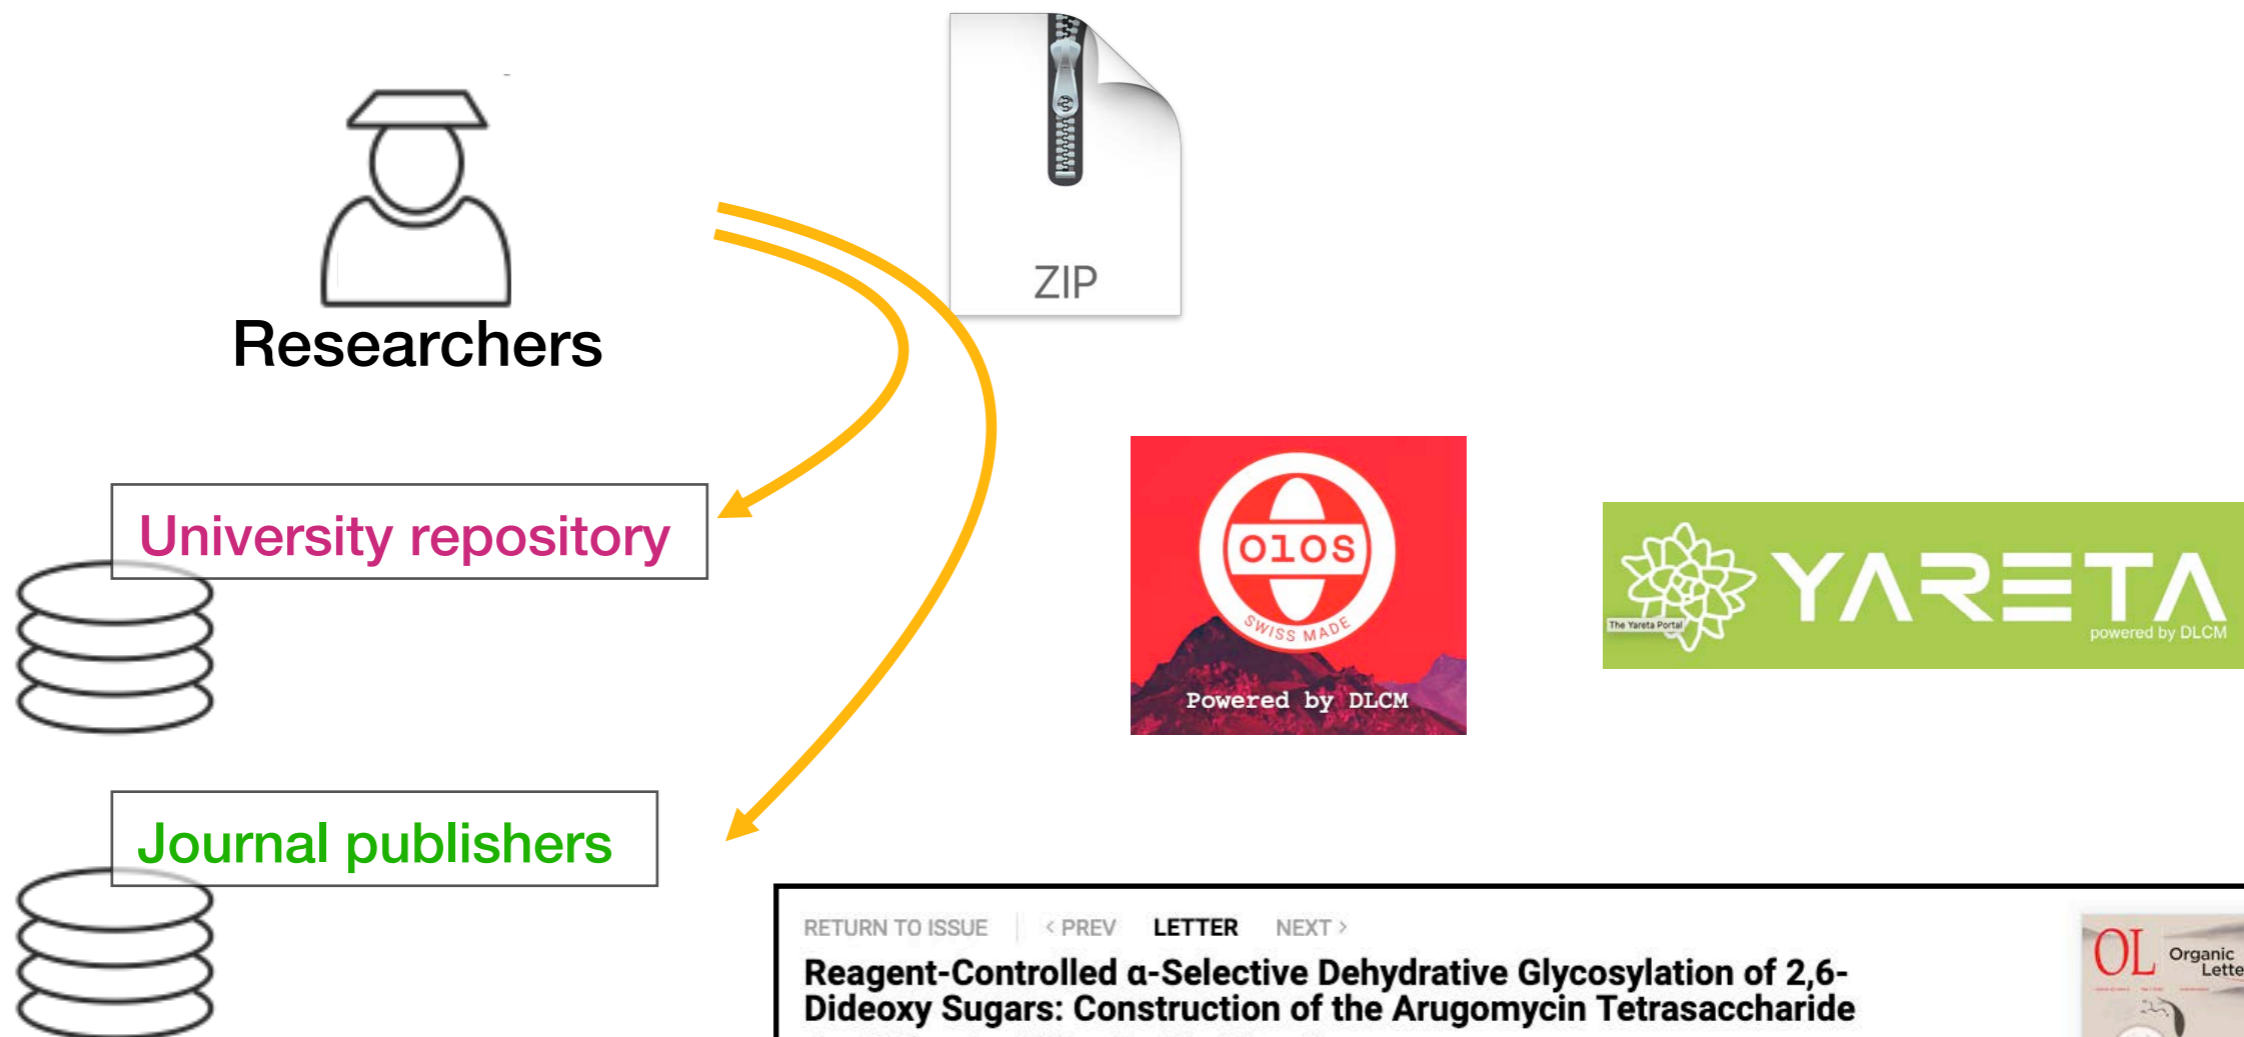 ZIP
Researchers
University repository
OLOS
SWISS MADE
Powered by DLCM
The Yareta Portal
YARETA
powered by DLCM
Journal publishers
RETURN TO ISSUE < PREV LETTER NEXT >
Reagent-Controlled α-Selective Dehydrative Glycosylation of 2,6-
Dideoxy Sugars: Construction of the Arugomycin Tetrasaccharide
OL Organic